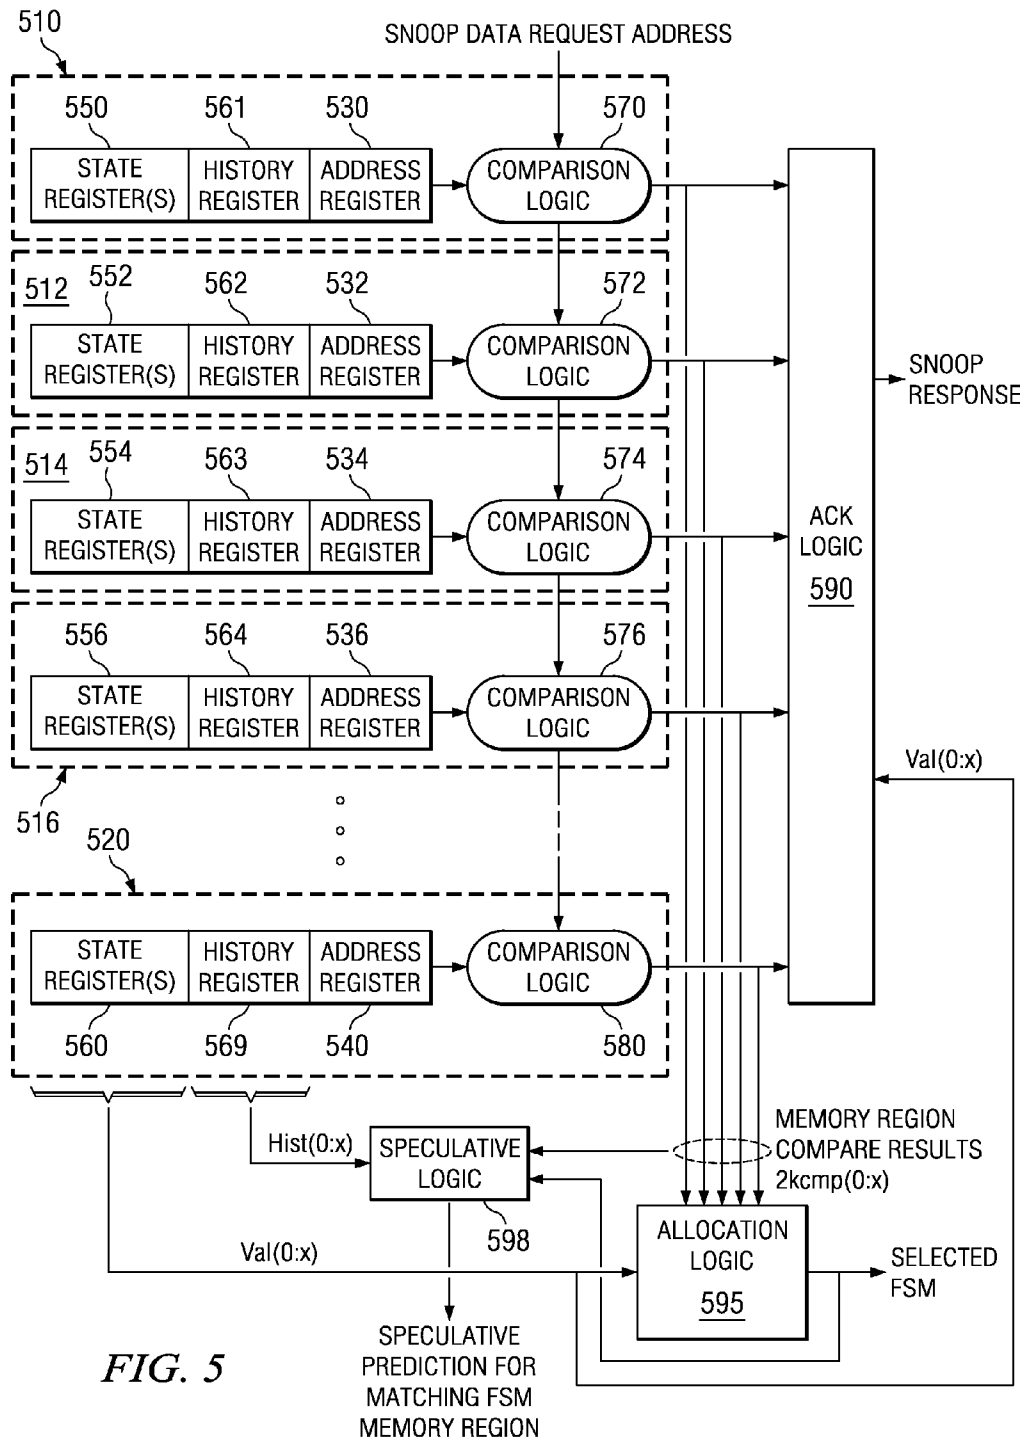 510
SNOOP DATA REQUEST ADDRESS
550
561
530
570
STATE
REGISTER(S)
HISTORY
REGISTER
ADDRESS
REGISTER
COMPARISON
LOGIC
512
552
562
532
572
STATE
REGISTER(S)
HISTORY
REGISTER
ADDRESS
REGISTER
COMPARISON
LOGIC
SNOOP
RESPONSE
514
554
563
534
574
STATE
REGISTER(S)
HISTORY
REGISTER
ADDRESS
REGISTER
COMPARISON
LOGIC
ACK
LOGIC
590
556
564
536
576
STATE
REGISTER(S)
HISTORY
REGISTER
ADDRESS
REGISTER
COMPARISON
LOGIC
Val(0:x)
516
520
STATE
REGISTER(S)
HISTORY
REGISTER
ADDRESS
REGISTER
COMPARISON
LOGIC
560
569
540
580
Hist(0:x)
SPECULATIVE
LOGIC
598
MEMORY REGION
COMPARE RESULTS
2kcmp(0:x)
Val(0:x)
ALLOCATION
LOGIC
595
SELECTED
FSM
SPECULATIVE
PREDICTION FOR
MATCHING FSM
MEMORY REGION
FIG. 5